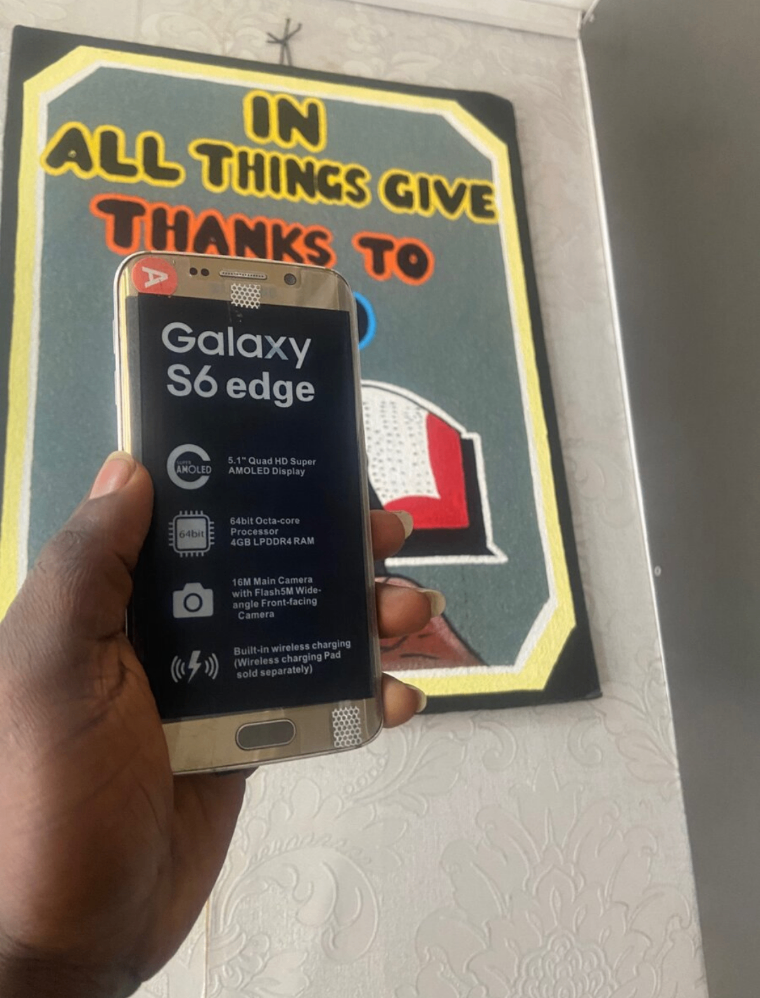 IN
ALL THINGS GIVE
THANKS TO
A
Galaxy
S6 edge
AMOLED
5.1" Quad HD Super
AMOLED Display
64bit
64bit Octa-core
Processor
4GB LPDDR4 RAM
16M Main Camera
with Flash5M Wide-
angle Front-facing
Camera
Built-in wireless charging
(Wireless charging Pad
sold separately)